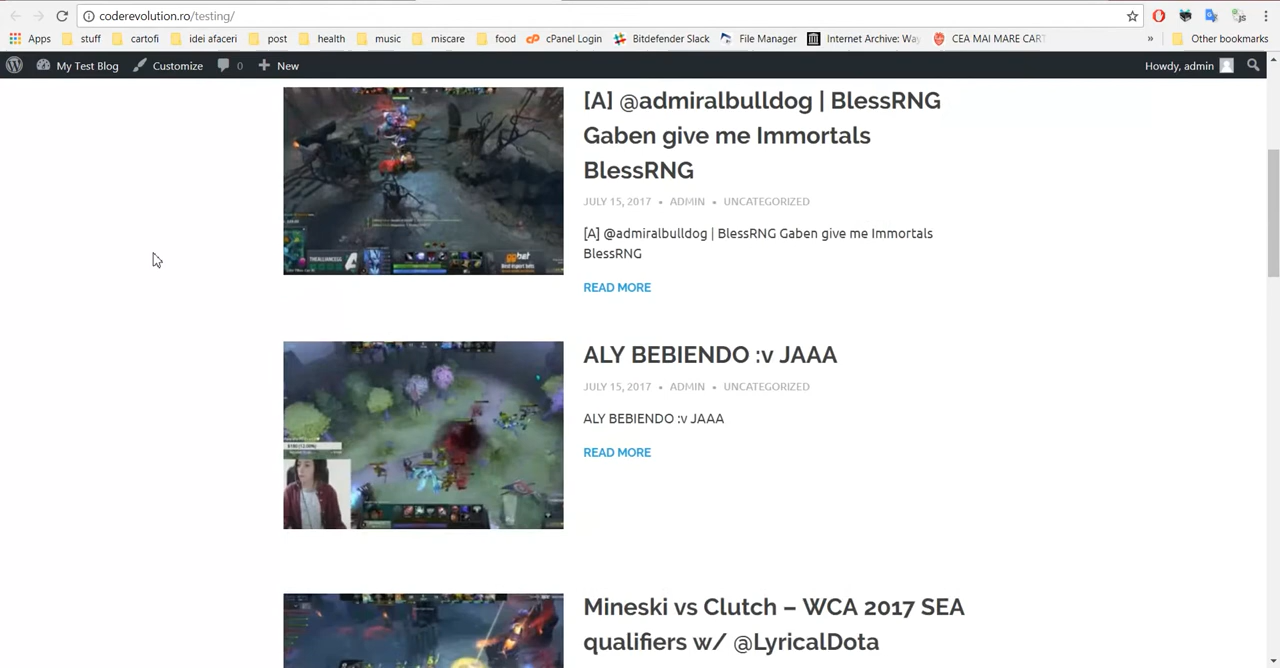 coderevolution.ro/testing/
Apps stuff cartofi idei afaceri post health music miscare food cPanel Login Bitdefender Slack File Manager Internet Archive: Way CEA MAI MARE CART » Other bookmarks
My Test Blog Customize 0 New Howdy, admin
[A] @admiralbulldog | BlessRNG
Gaben give me Immortals
BlessRNG
JULY 15, 2017 • ADMIN • UNCATEGORIZED
[A] @admiralbulldog | BlessRNG Gaben give me Immortals
BlessRNG
READ MORE
ALY BEBIENDO :v JAAA
JULY 15, 2017 • ADMIN • UNCATEGORIZED
ALY BEBIENDO :v JAAA
READ MORE
Mineski vs Clutch – WCA 2017 SEA
qualifiers w/ @LyricalDota